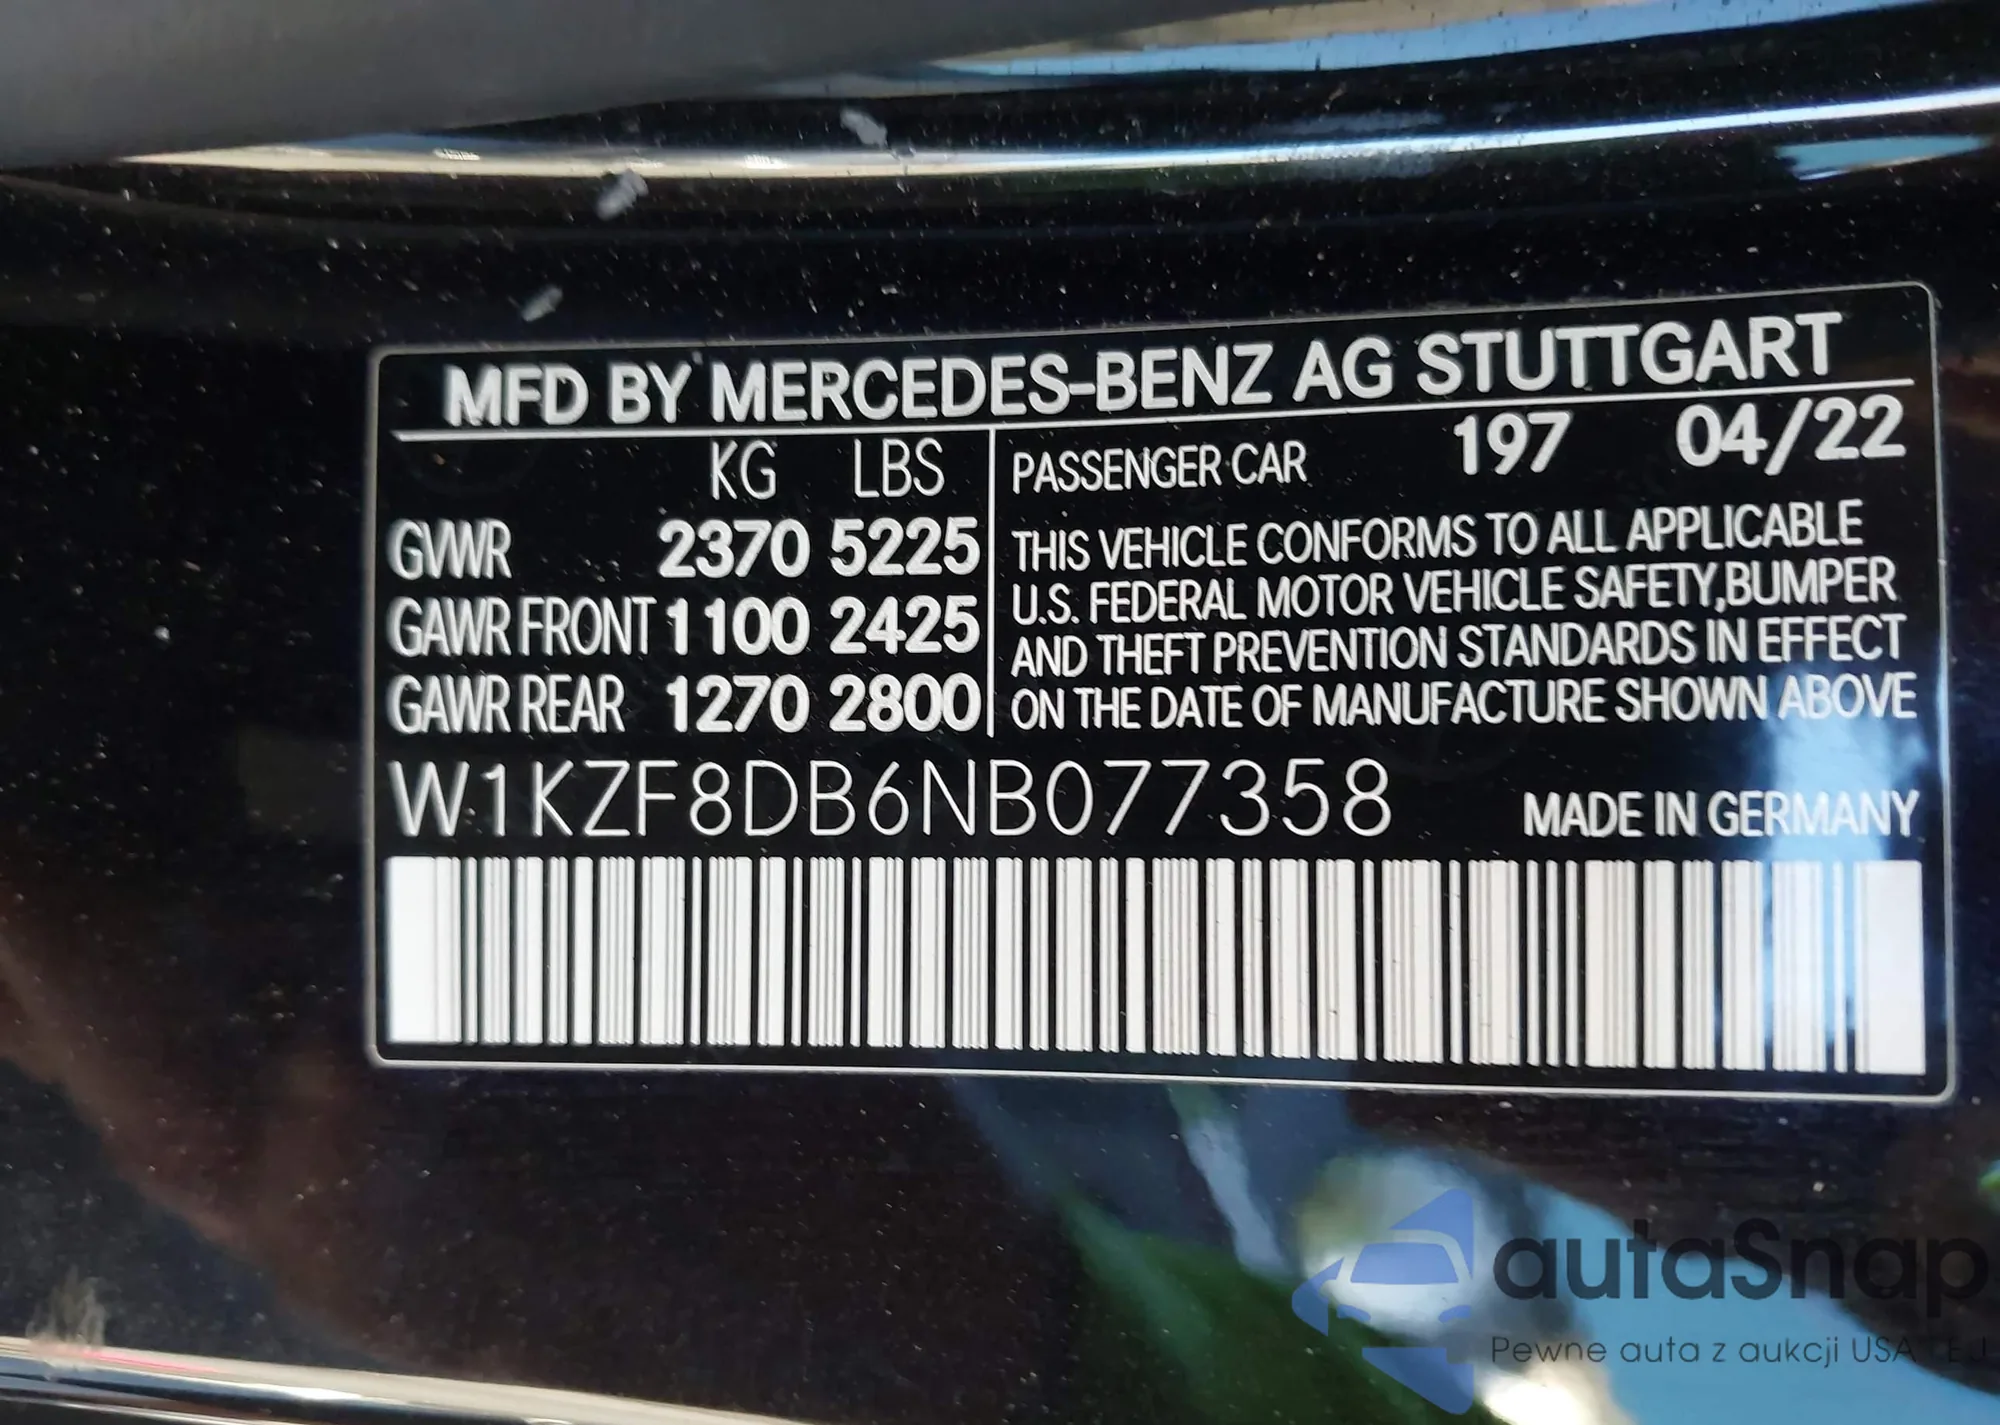 MFD BY MERCEDES-BENZ AG STUTTGART
KG LBS
GVWR 2370 5225
GAWR FRONT 1100 2425
GAWR REAR 1270 2800
PASSENGER CAR 197 04/22
THIS VEHICLE CONFORMS TO ALL APPLICABLE
U.S. FEDERAL MOTOR VEHICLE SAFETY,BUMPER
AND THEFT PREVENTION STANDARDS IN EFFECT
ON THE DATE OF MANUFACTURE SHOWN ABOVE
W1KZF8DB6NB077358 MADE IN GERMANY
autaSnap
Pewne auta z aukcji USA